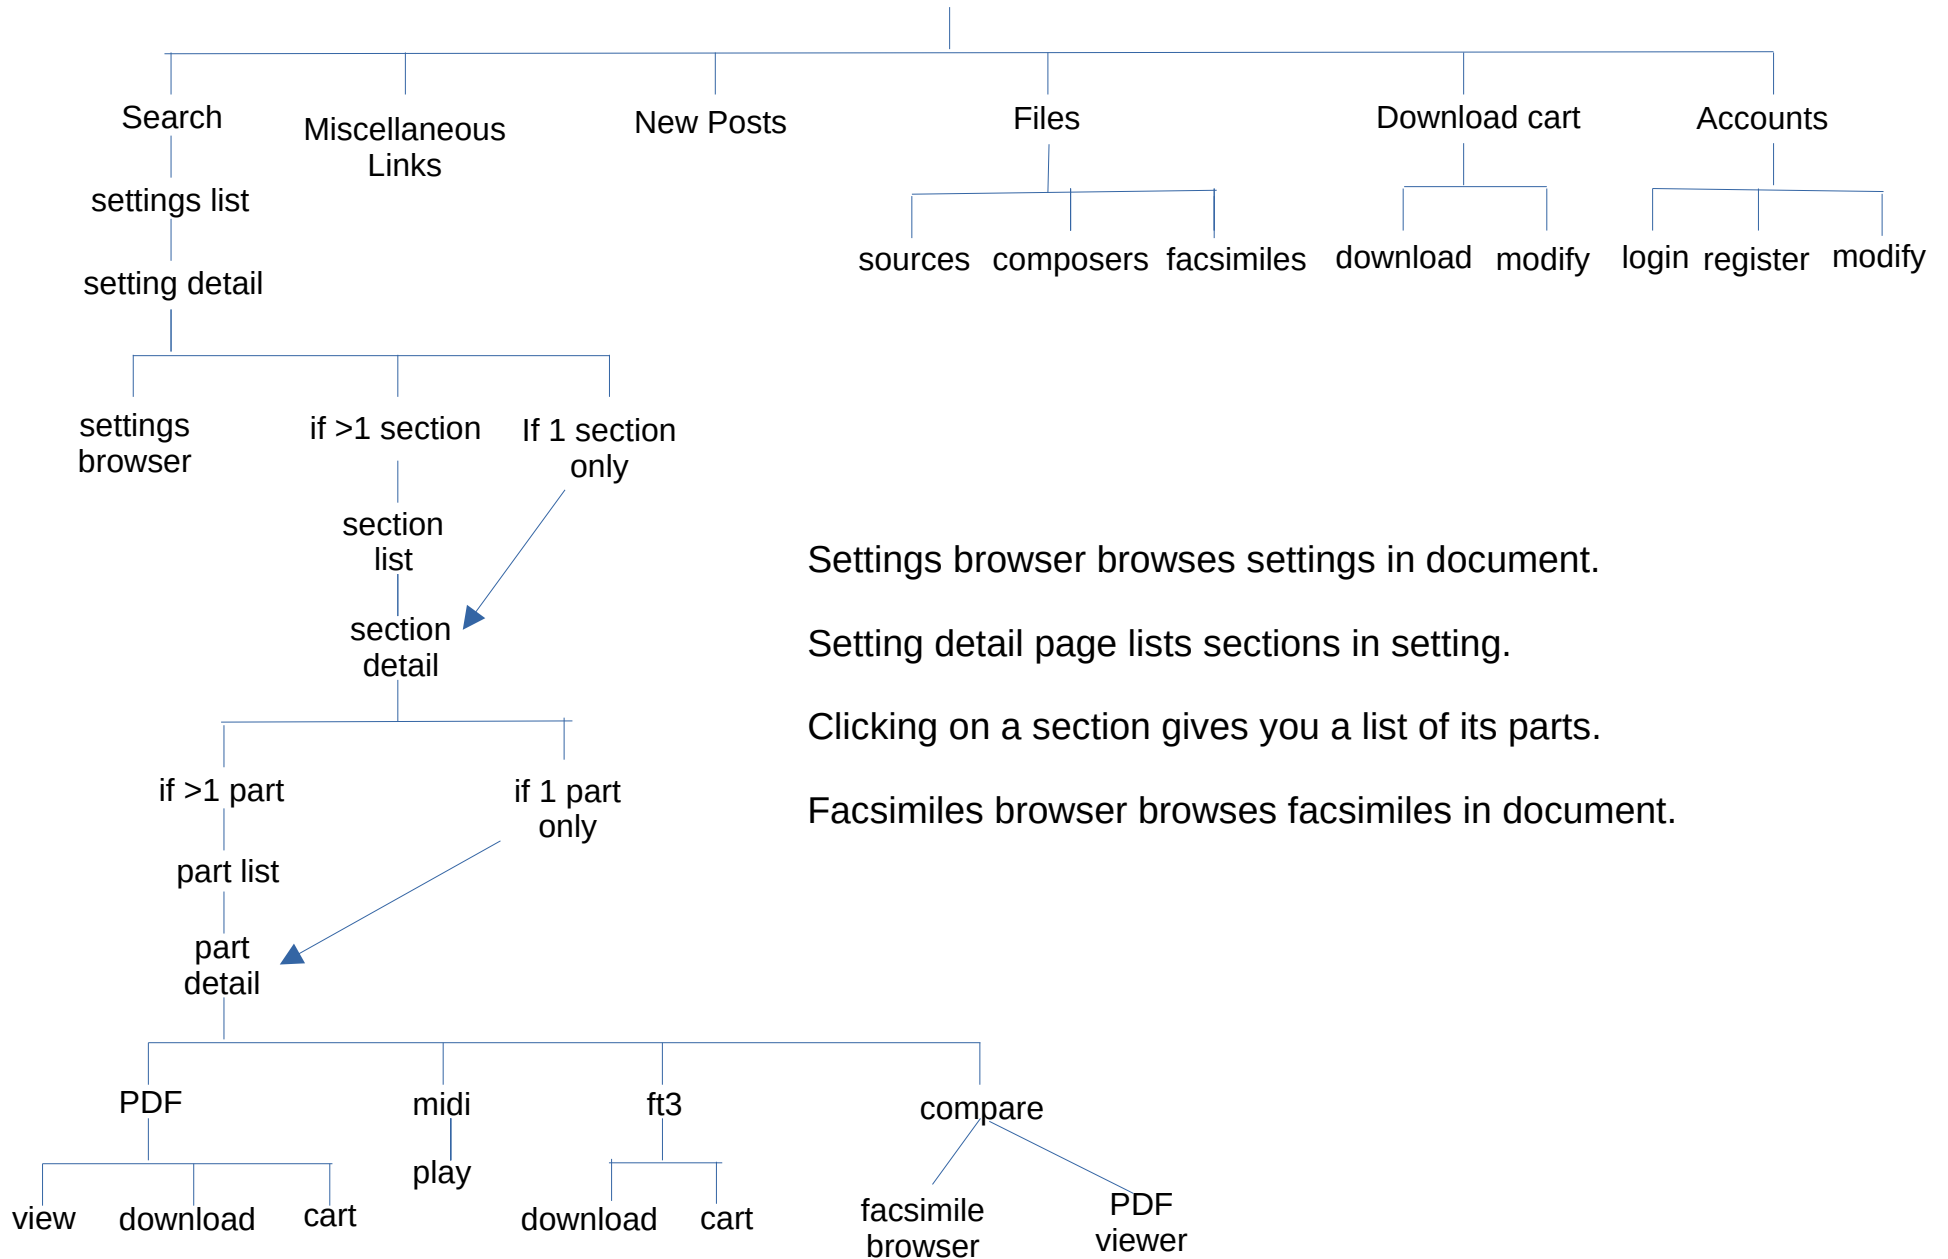 Search
Miscellaneous
Links
New Posts
Files
Download cart
Accounts
settings list
setting detail
sources
composers
facsimiles
download
modify
login
register
modify
settings
browser
if >1 section
If 1 section
only
section
list
section
detail
Settings browser browses settings in document.
Setting detail page lists sections in setting.
Clicking on a section gives you a list of its parts.
Facsimiles browser browses facsimiles in document.
if >1 part
if 1 part
only
part list
part
detail
PDF
midi
ft3
compare
play
view
download
cart
download
cart
facsimile
browser
PDF
viewer